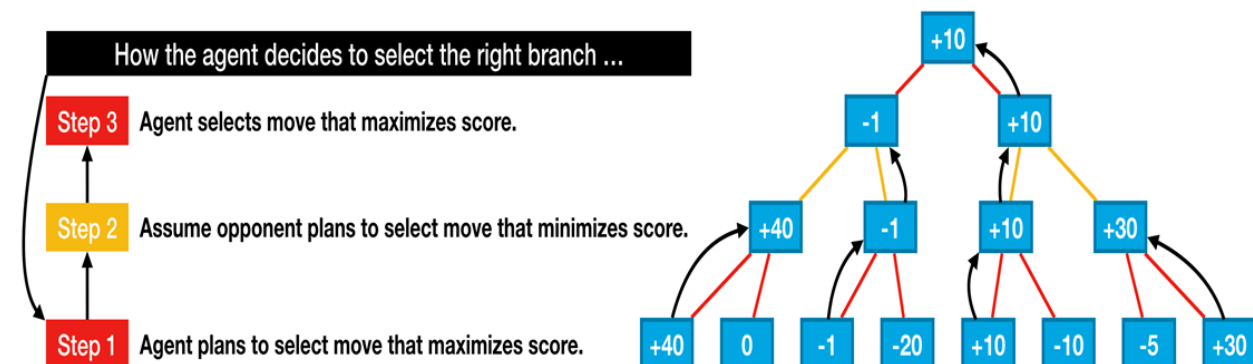 How the agent decides to select the right branch ...
+10
Step 3 Agent selects move that maximizes score.
-1 +10
Step 2 Assume opponent plans to select move that minimizes score.
+40 -1 +10 +30
Step 1 Agent plans to select move that maximizes score.
+40 0 -1 -20 +10 -10 -5 +30